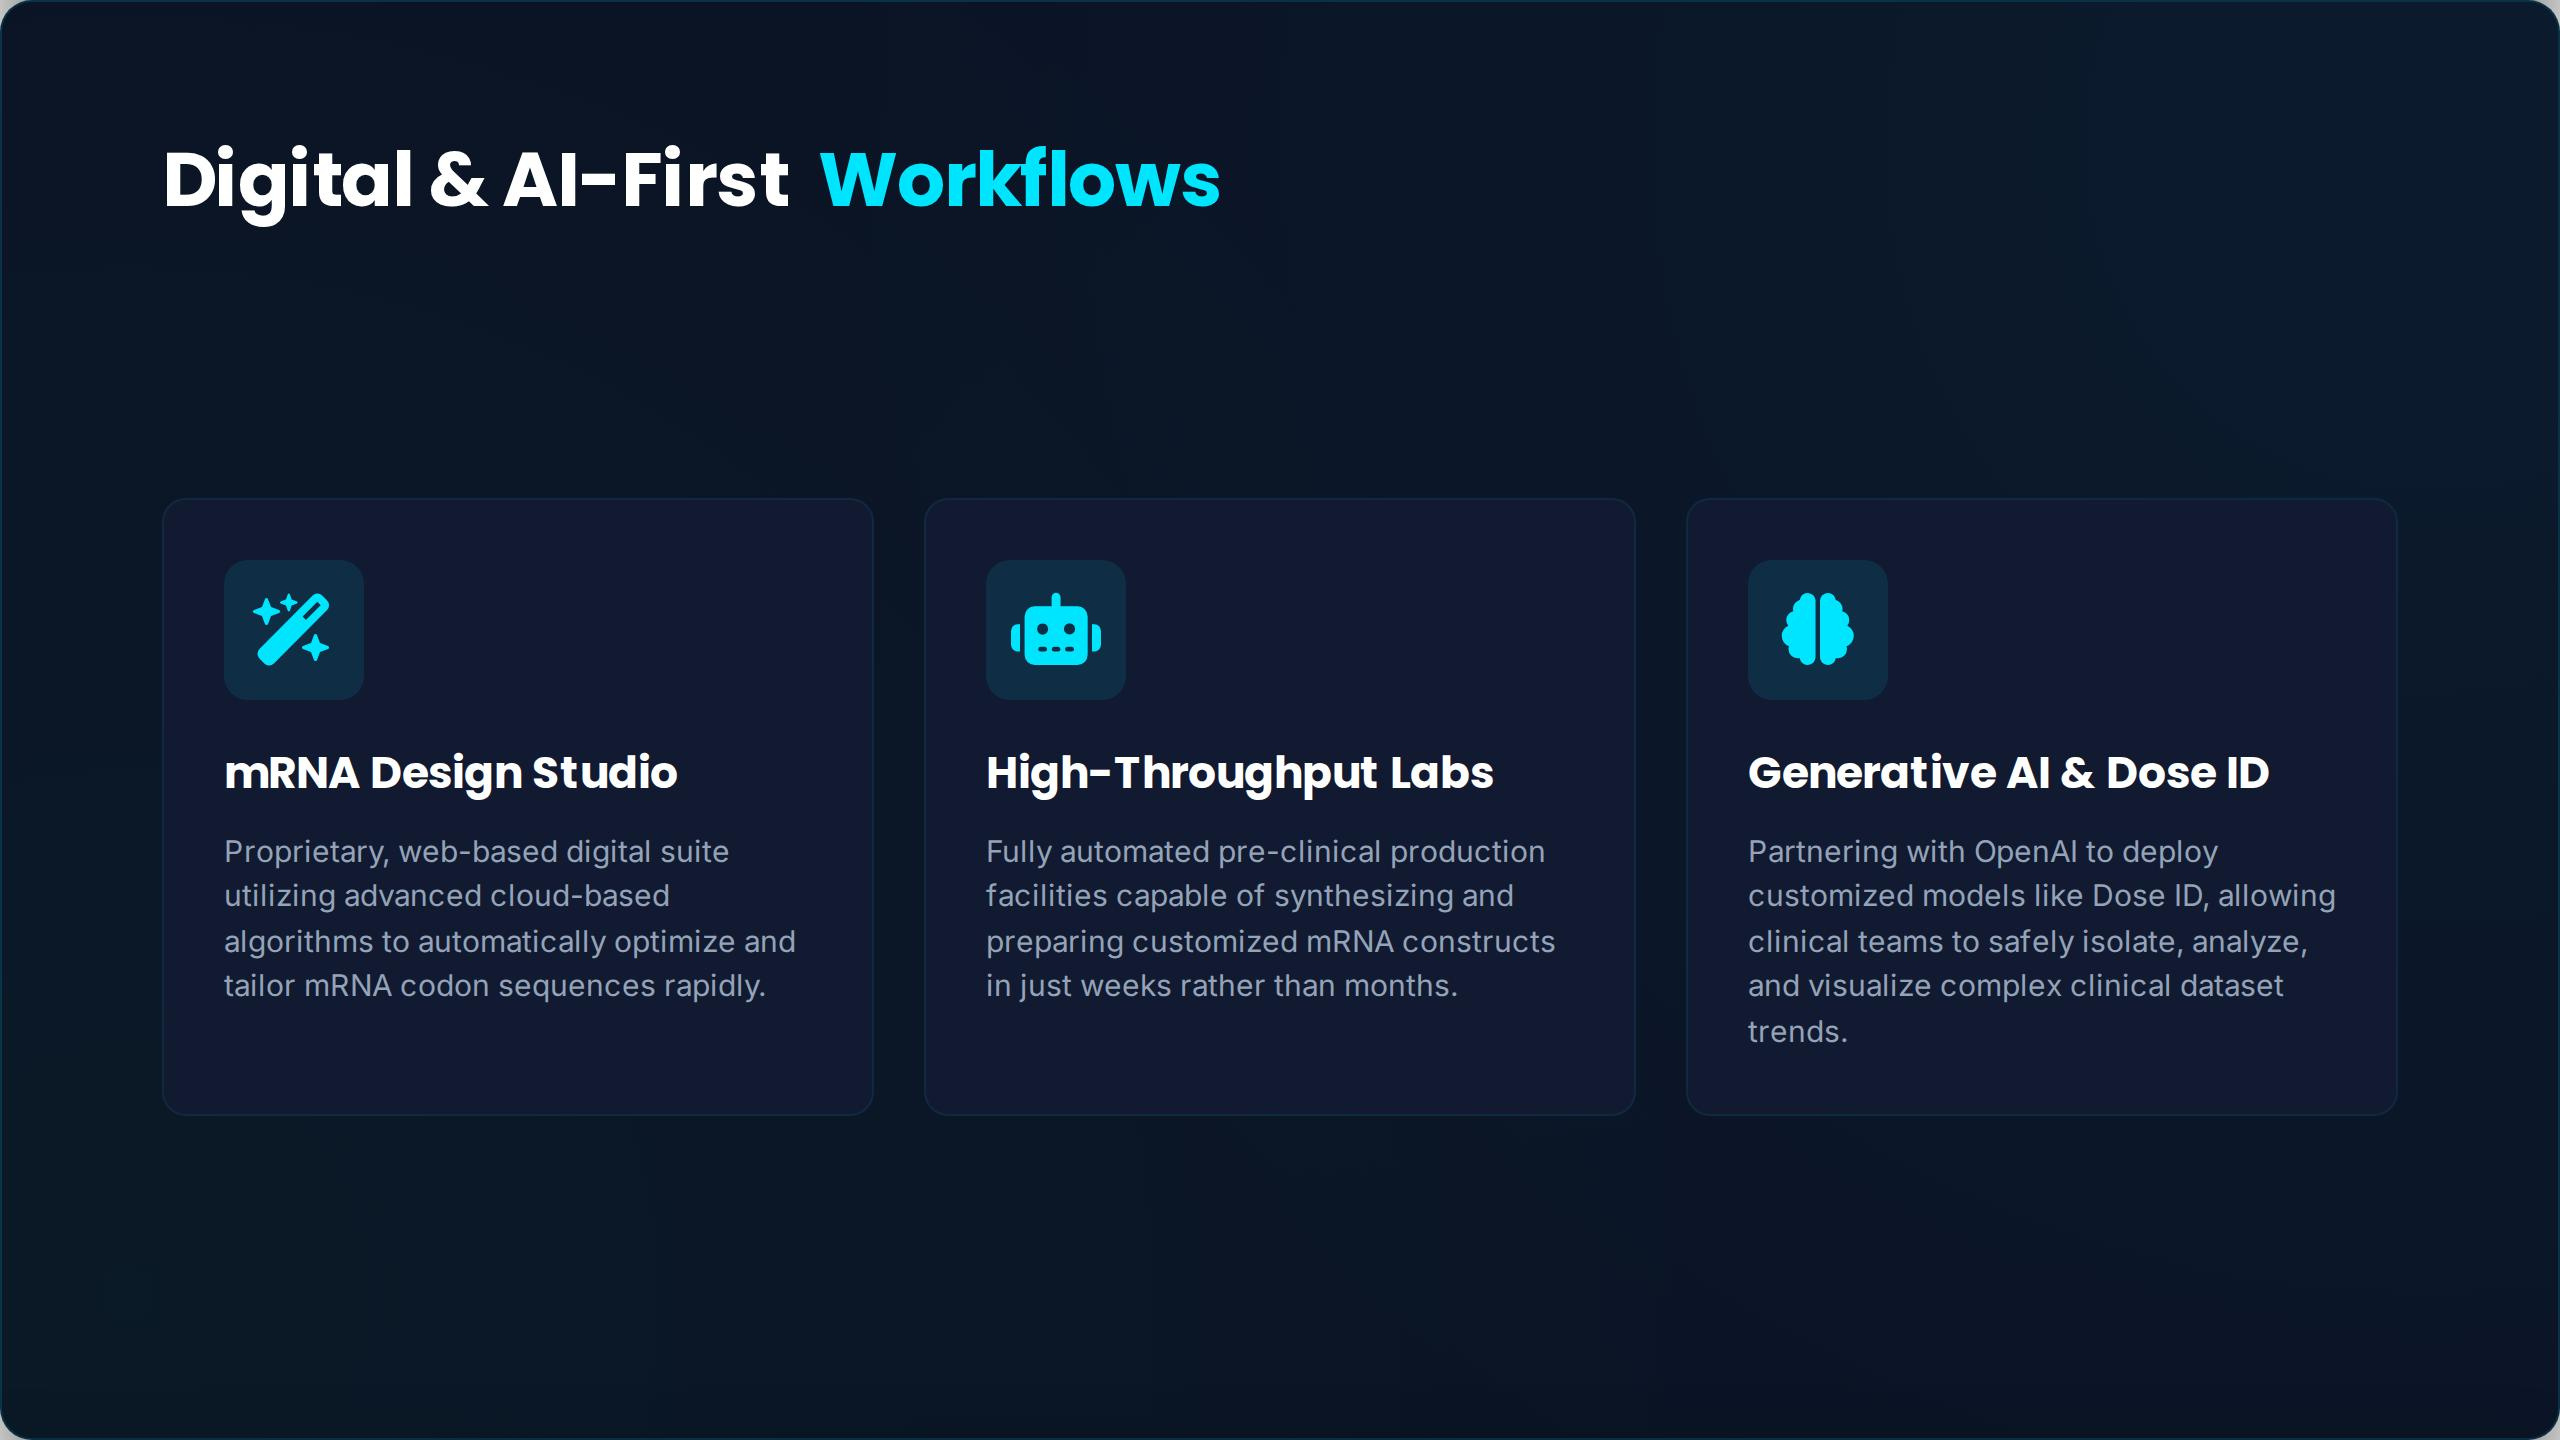 Digital & AI-First Workflows
mRNA Design Studio
Proprietary, web-based digital suite
utilizing advanced cloud-based
algorithms to automatically optimize and
tailor mRNA codon sequences rapidly.
High-Throughput Labs
Fully automated pre-clinical production
facilities capable of synthesizing and
preparing customized mRNA constructs
in just weeks rather than months.
Generative AI & Dose ID
Partnering with OpenAI to deploy
customized models like Dose ID, allowing
clinical teams to safely isolate, analyze,
and visualize complex clinical dataset
trends.